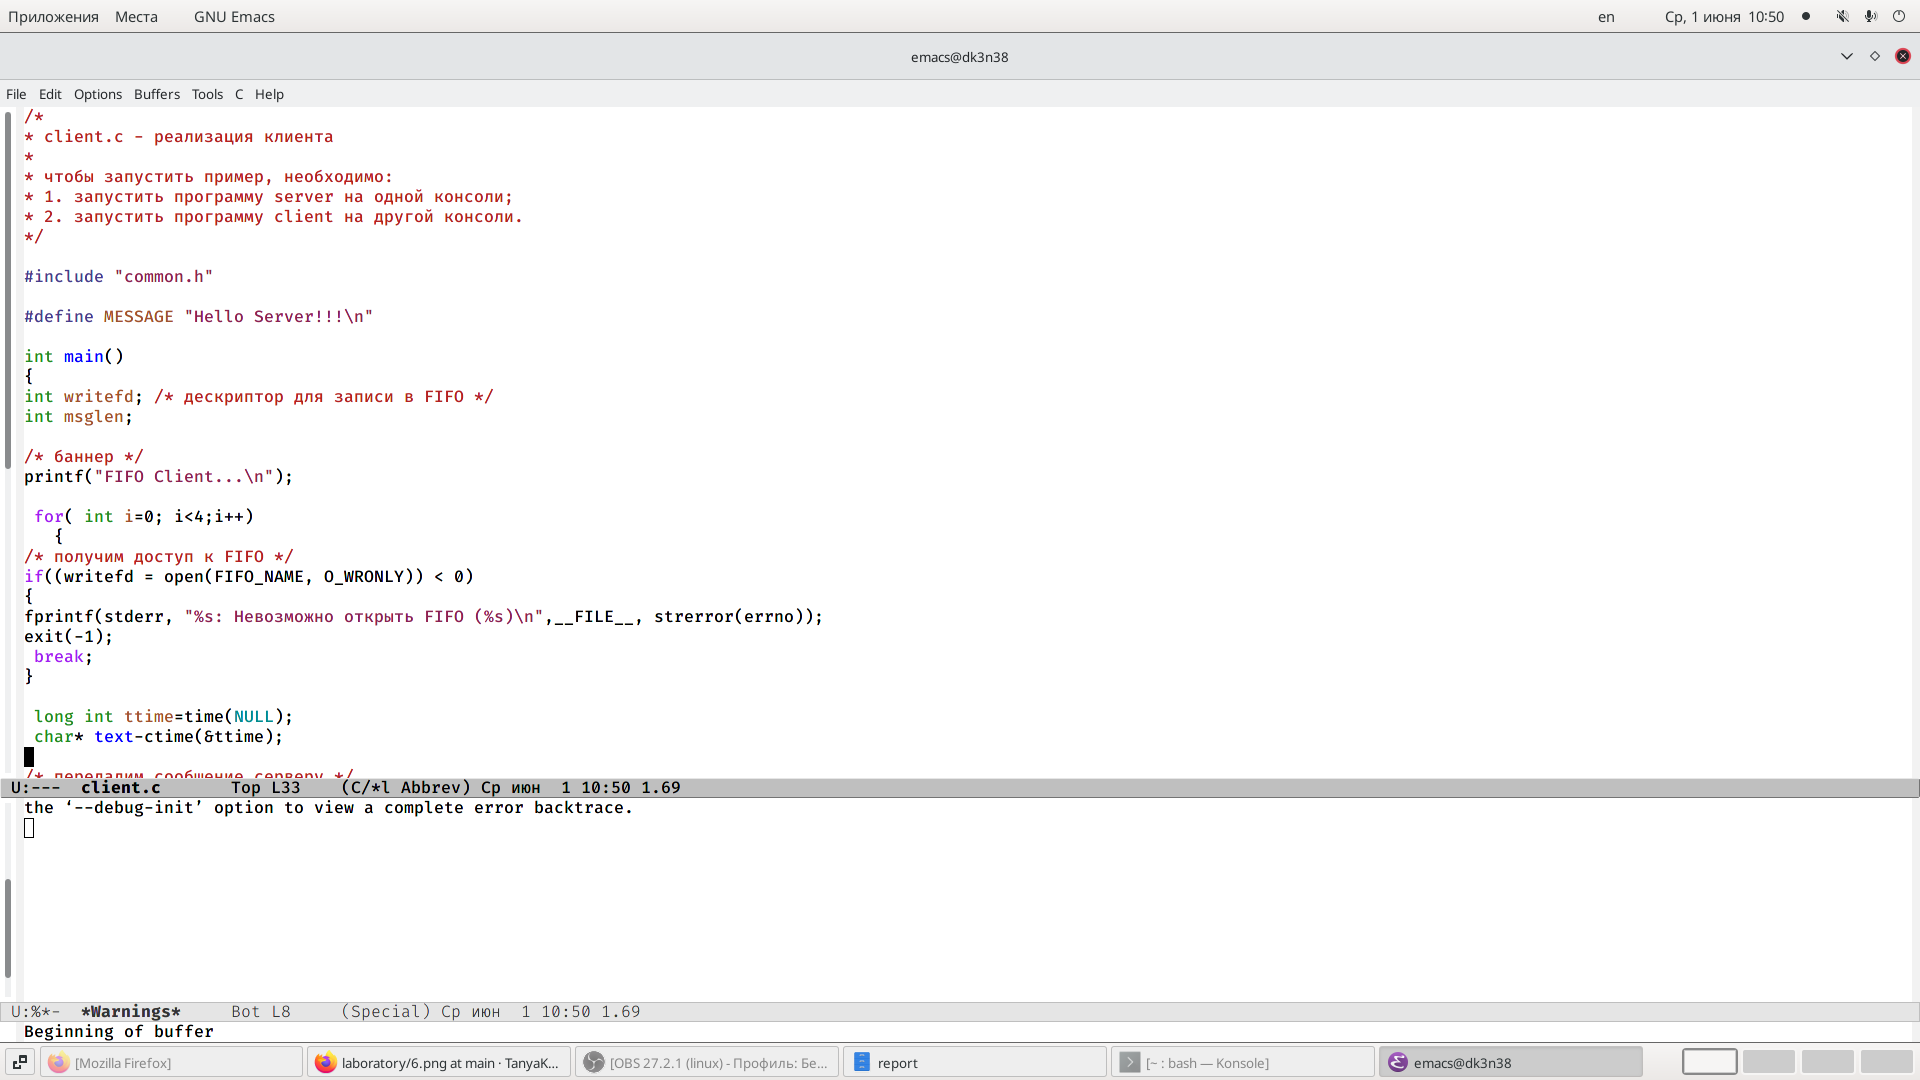 Приложения Места GNU Emacs en Ср, 1 июня 10:50
emacs@dk3n38
File Edit Options Buffers Tools C Help
/*
* client.c - реализация клиента
*
* чтобы запустить пример, необходимо:
* 1. запустить программу server на одной консоли;
* 2. запустить программу client на другой консоли.
*/
#include "common.h"
#define MESSAGE "Hello Server!!!\n"
int main()
{
int writefd; /* дескриптор для записи в FIFO */
int msglen;
/* баннер */
printf("FIFO Client...\n");
for( int i=0; i<4;i++)
{
/* получим доступ к FIFO */
if((writefd = open(FIFO_NAME, O_WRONLY)) < 0)
{
fprintf(stderr, "%s: Невозможно открыть FIFO (%s)\n",__FILE__, strerror(errno));
exit(-1);
break;
}
long int ttime=time(NULL);
char* text-ctime(&ttime);
/* передадим сообщение серверу */
U:--- client.c Top L33 (C/*l Abbrev) Ср июн 1 10:50 1.69
the ‘--debug-init’ option to view a complete error backtrace.
U:%*- *Warnings* Bot L8 (Special) Ср июн 1 10:50 1.69
Beginning of buffer
[Mozilla Firefox] laboratory/6.png at main · TanyaK... [OBS 27.2.1 (linux) - Профиль: Бе... report [~ : bash — Konsole] emacs@dk3n38